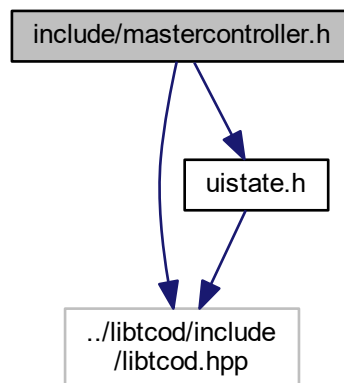 include/mastercontroller.h
uistate.h
../libtcod/include
/libtcod.hpp